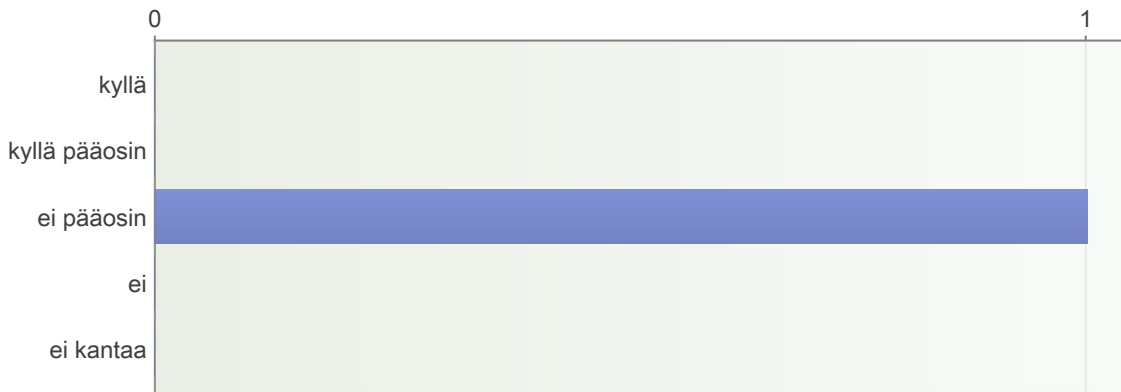 0 1
kyllä
kyllä pääosin
ei pääosin
ei
ei kantaa